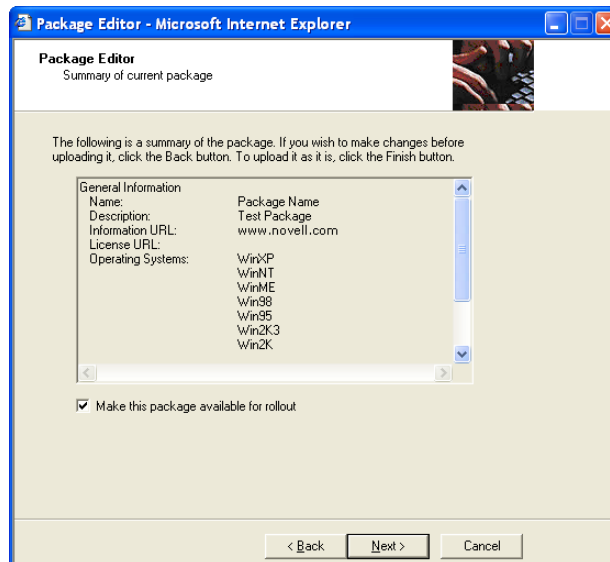 Package Editor - Microsoft Internet Explorer
Package Editor
Summary of current package
The following is a summary of the package. If you wish to make changes before
uploading it, click the Back button. To upload it as it is, click the Finish button.
General Information
Name: Package Name
Description: Test Package
Information URL: www.novell.com
License URL:
Operating Systems: WinXP
WinNT
WinME
Win98
Win95
Win2K3
Win2K
Make this package available for rollout
< Back Next > Cancel